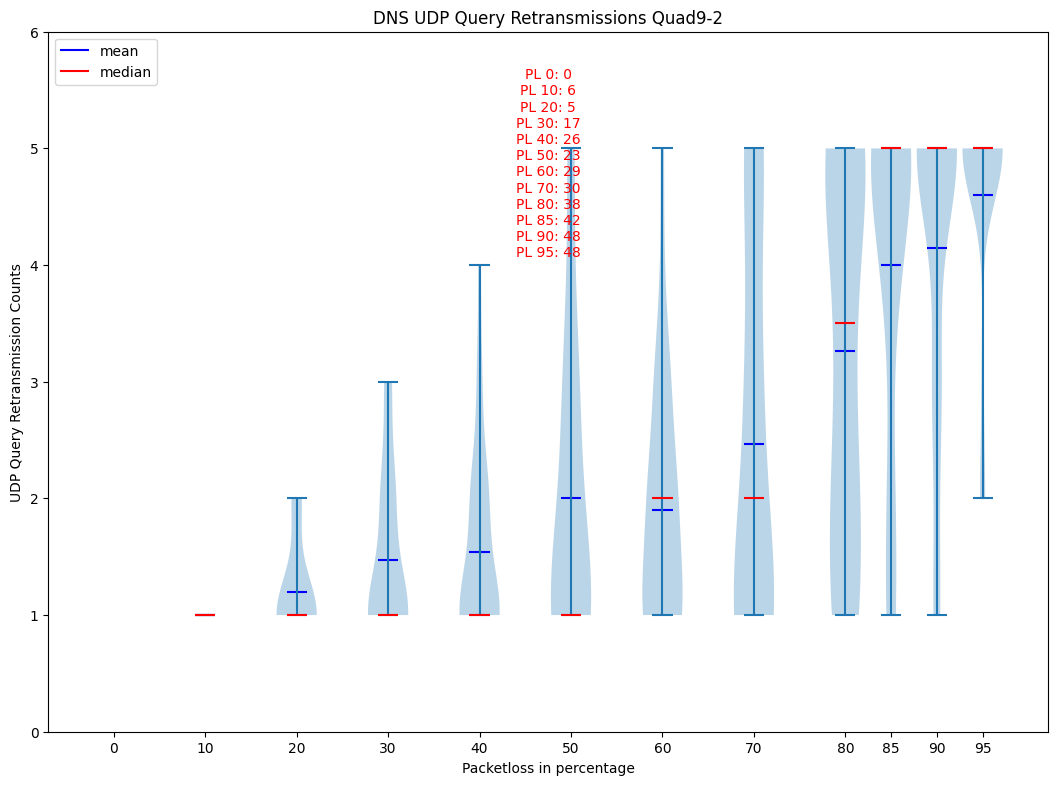 DNS UDP Query Retransmissions Quad9-2
mean
median
PL 0: 0
PL 10: 6
PL 20: 5
PL 30: 17
PL 40: 26
PL 50: 23
PL 60: 29
PL 70: 30
PL 80: 38
PL 85: 42
PL 90: 48
PL 95: 48
UDP Query Retransmission Counts
6
5
4
3
2
1
0
0 10 20 30 40 50 60 70 80 85 90 95
Packetloss in percentage